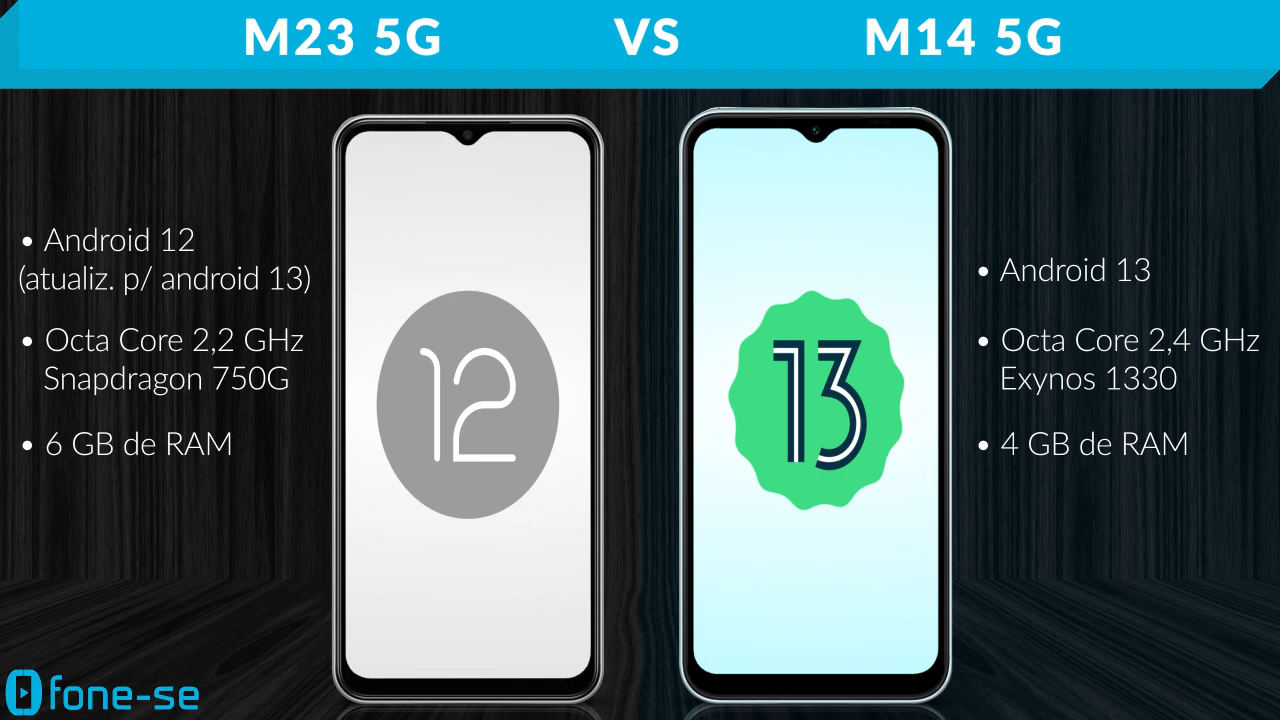 M23 5G VS M14 5G
• Android 12
(atualiz. p/ android 13)
• Octa Core 2,2 GHz
Snapdragon 750G
• 6 GB de RAM
12
13
• Android 13
• Octa Core 2,4 GHz
Exynos 1330
• 4 GB de RAM
fone-se